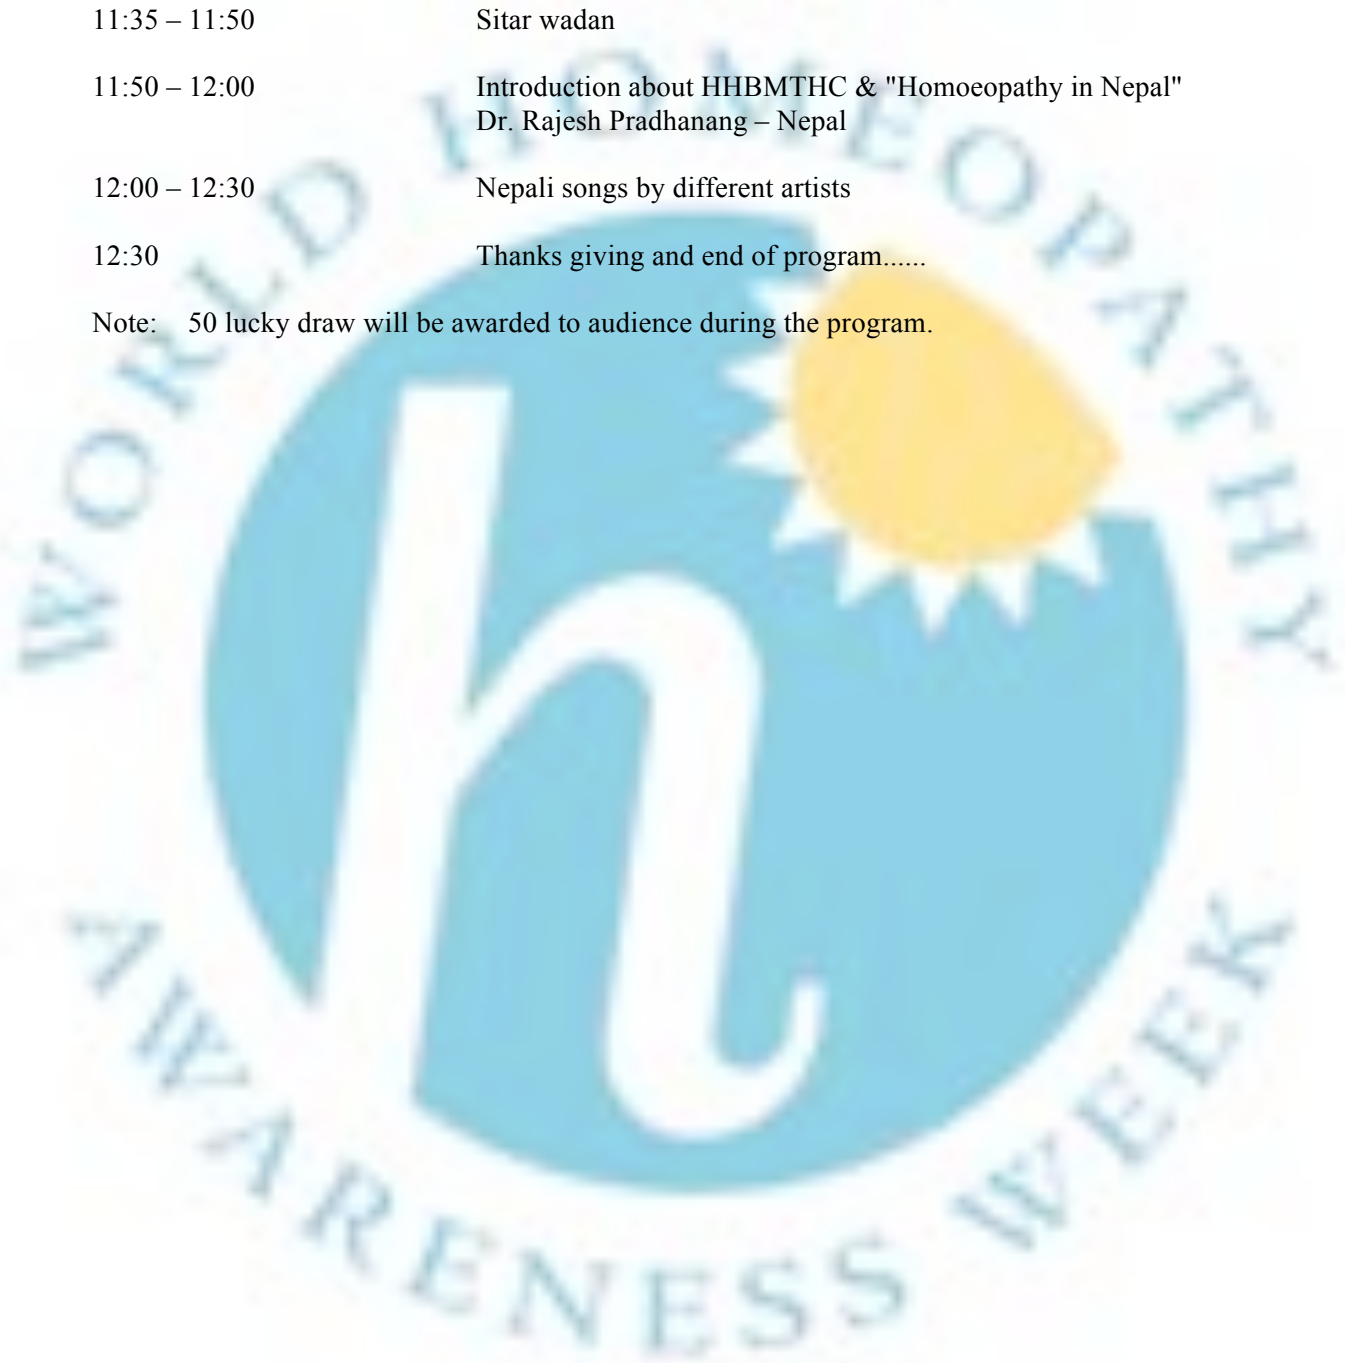 11:35 – 11:50 Sitar wadan
11:50 – 12:00 Introduction about HHBMTHC & "Homoeopathy in Nepal"
Dr. Rajesh Pradhanang – Nepal
12:00 – 12:30 Nepali songs by different artists
12:30 Thanks giving and end of program......
Note: 50 lucky draw will be awarded to audience during the program.
WORLD HOMEOPATHY
h
AWARENESS WEEK